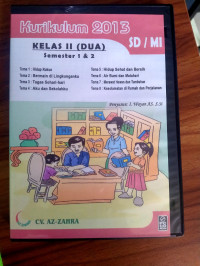 Kurikulum 2013
SD / MI
KELAS II (DUA)
Semester 1 & 2
Tema 1 : Hidup Rukun
Tema 2 : Bermain di Lingkunganku
Tema 3 : Tugas Sehari-hari
Tema 4 : Aku dan Sekolahku
Tema 5 : Hidup Bersih dan Sehat
Tema 6 : Air, Bumi dan Matahari
Tema 7 : Merawat Hewan dan Tumbuhan
Tema 8 : Keselamatan di Rumah dan Perjalanan
CV. AZ-ZAHRA